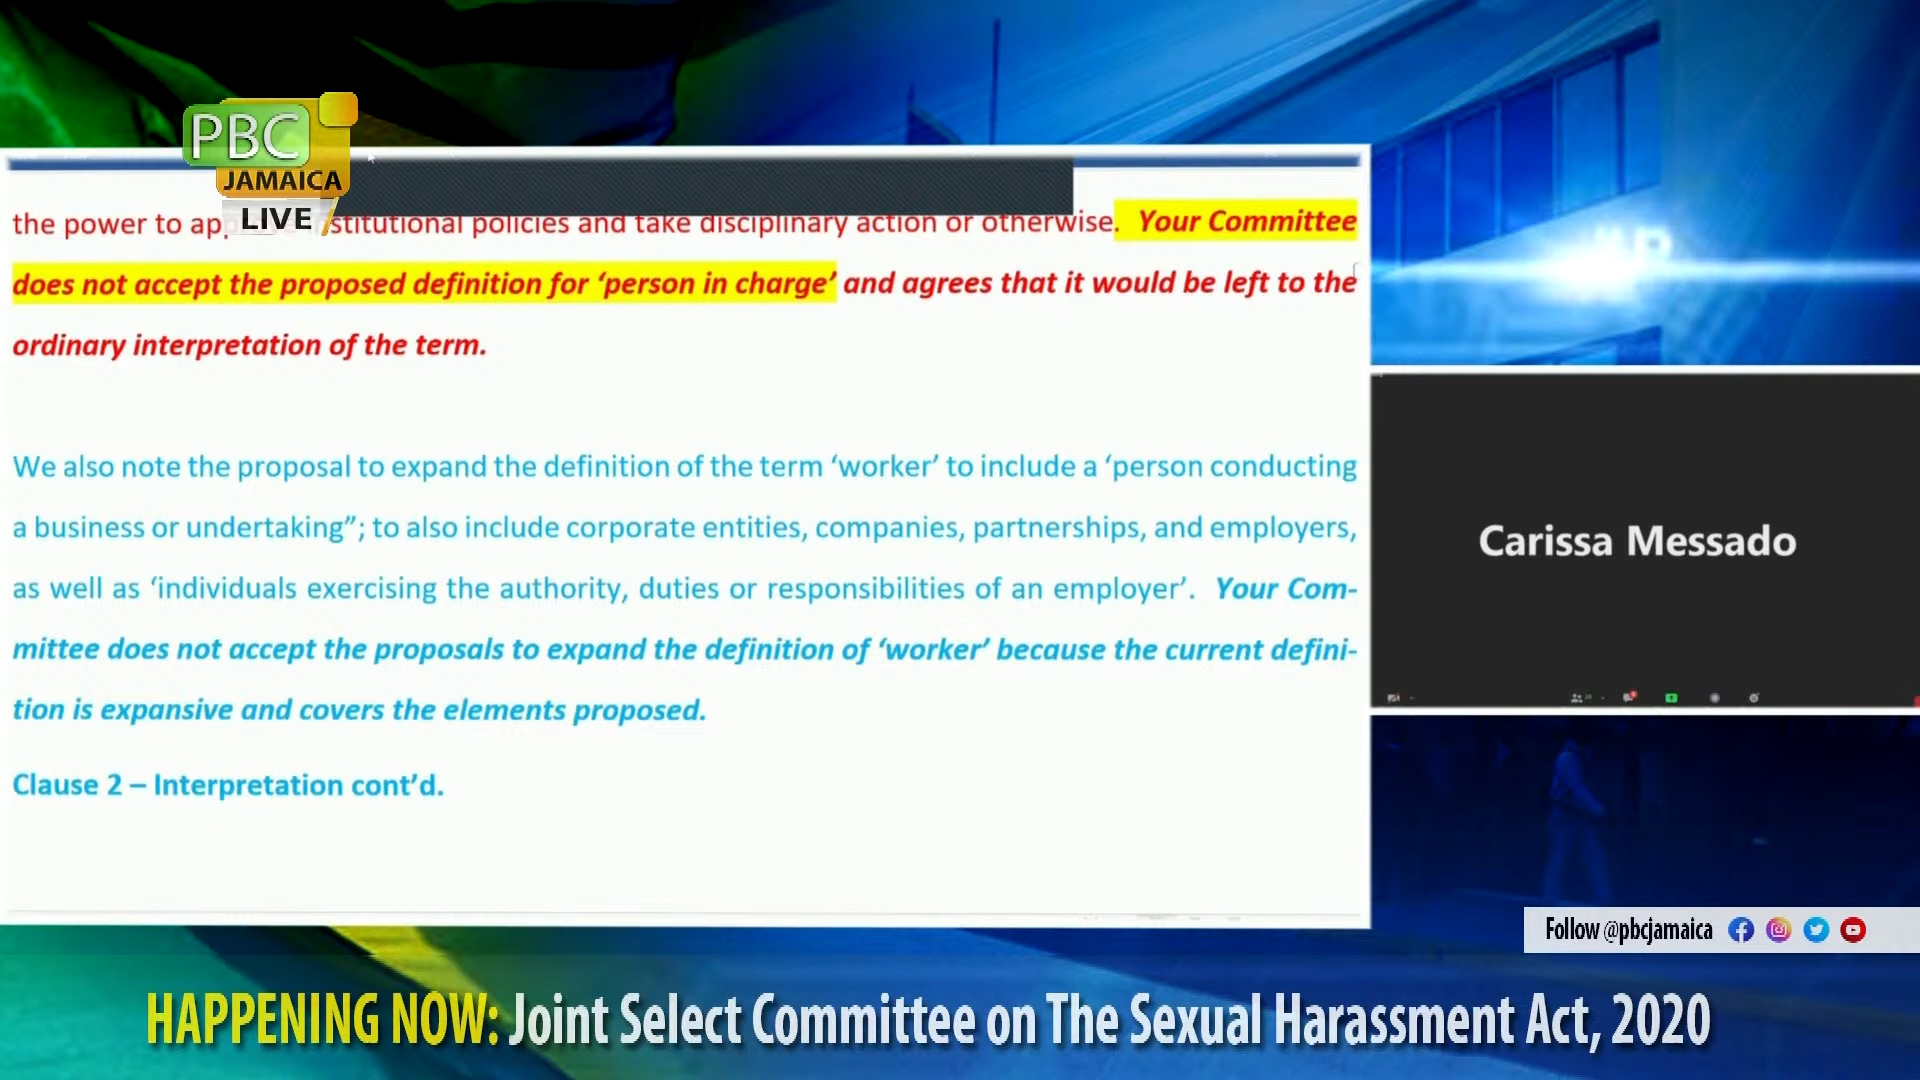 PBC
JAMAICA
LIVE
the power to stitutional policies and take disciplinary action or otherwise. Your Committee
does not accept the proposed definition for ‘person in charge’ and agrees that it would be left to the
ordinary interpretation of the term.
We also note the proposal to expand the definition of the term ‘worker’ to include a ‘person conducting
a business or undertaking”; to also include corporate entities, companies, partnerships, and employers,
as well as ‘individuals exercising the authority, duties or responsibilities of an employer’. Your Com-
mittee does not accept the proposals to expand the definition of ‘worker’ because the current defini-
tion is expansive and covers the elements proposed.
Clause 2 – Interpretation cont’d.
Carissa Messado
Follow @pbcjamaica
HAPPENING NOW: Joint Select Committee on The Sexual Harassment Act, 2020